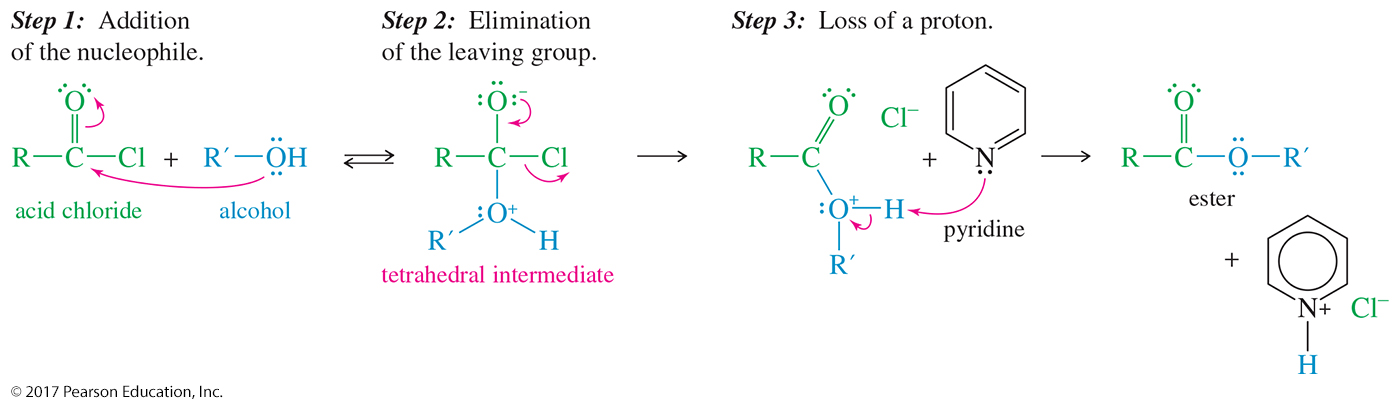 Step 1: Addition
of the nucleophile.
Step 2: Elimination
of the leaving group.
Step 3: Loss of a proton.
O
R—C—Cl + R′—OH
acid chloride alcohol
O−
R—C—Cl
O+
R′ H
tetrahedral intermediate
O
Cl−
R—C
O+—H
R′
+
N
pyridine
O
R—C—O—R′
ester
+
N+ Cl−
H
© 2017 Pearson Education, Inc.